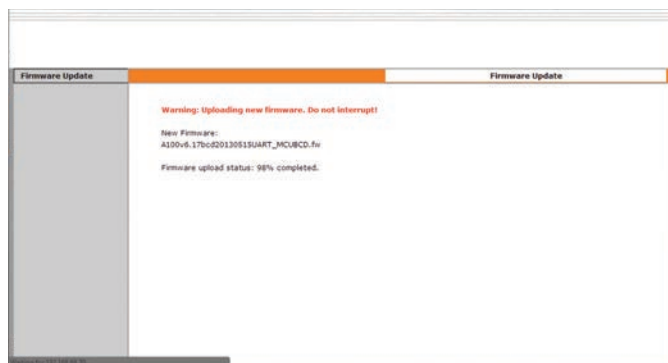 Firmware Update
Firmware Update
Warning: Uploading new firmware. Do not interrupt!
New Firmware:
A100v6.17bcd20130515UART_MCUBCD.fw
Firmware upload status: 98% completed.